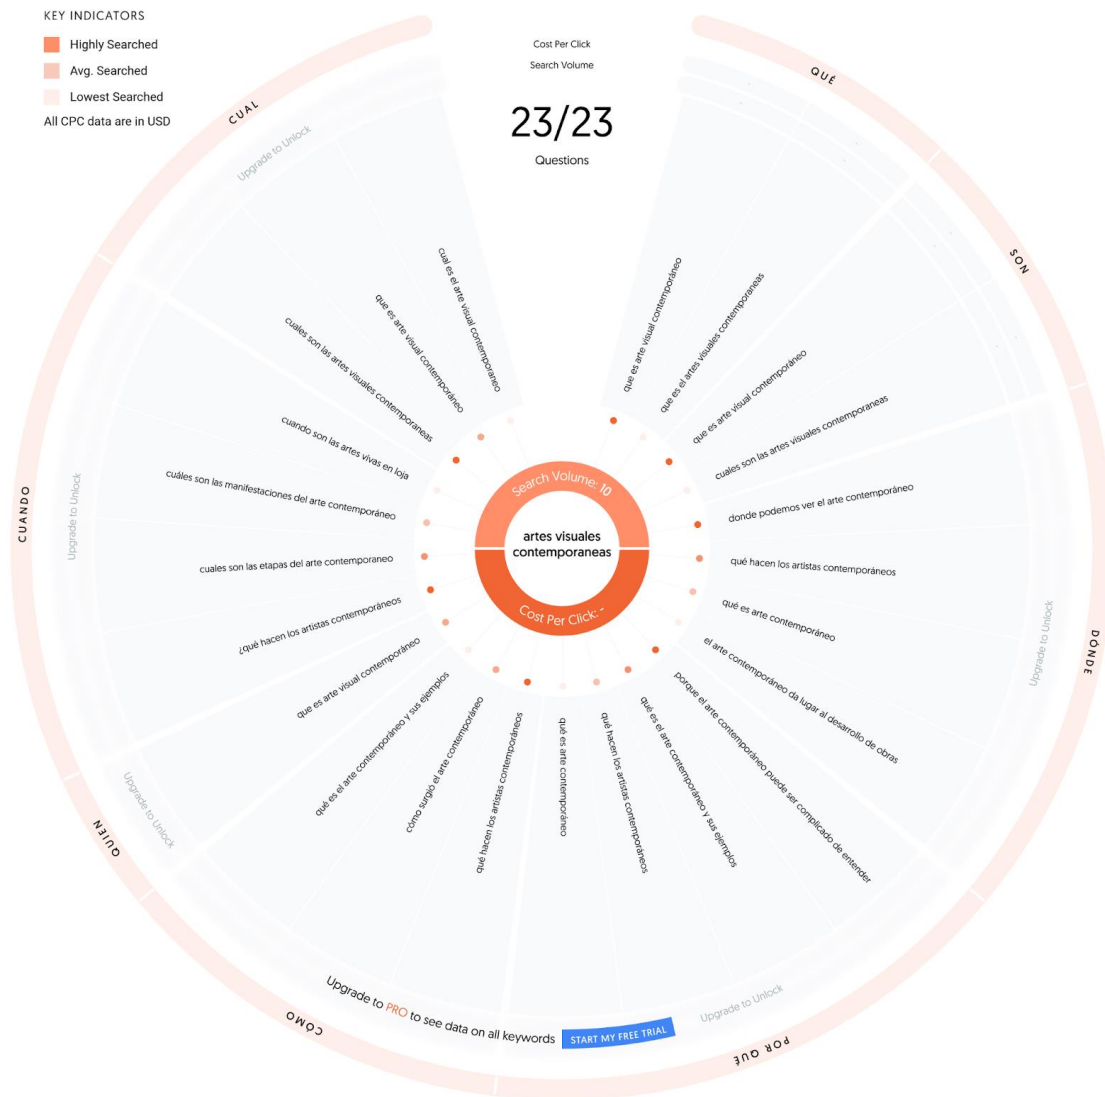 KEY INDICATORS
Highly Searched
Avg. Searched
Lowest Searched
All CPC data are in USD
Cost Per Click
Search Volume
23/23
Questions
QUÉ
que es arte visual contemporáneo
que es el artes visuales contemporaneas
SON
que es arte visual contemporáneo
cuales son las artes visuales contemporaneas
DÓNDE
Upgrade to Unlock
donde podemos ver el arte contemporáneo
qué hacen los artistas contemporáneos
qué es arte contemporáneo
el arte contemporáneo da lugar al desarrollo de obras
POR QUÉ
Upgrade to Unlock
porque el arte contemporáneo puede ser complicado de entender
qué es el arte contemporáneo y sus ejemplos
qué hacen los artistas contemporáneos
qué es arte contemporáneo
CÓMO
qué hacen los artistas contemporáneos
cómo surgió el arte contemporáneo
qué es el arte contemporáneo y sus ejemplos
QUIEN
Upgrade to Unlock
que es arte visual contemporáneo
CUANDO
Upgrade to Unlock
¿qué hacen los artistas contemporáneos
cuales son las etapas del arte contemporaneo
cuáles son las manifestaciones del arte contemporáneo
cuando son las artes vivas en loja
CUAL
Upgrade to Unlock
cuales son las artes visuales contemporaneas
que es arte visual contemporáneo
cual es el arte visual contemporaneo
Search Volume: 10
artes visuales
contemporaneas
Cost Per Click: -
Upgrade to PRO to see data on all keywords
START MY FREE TRIAL